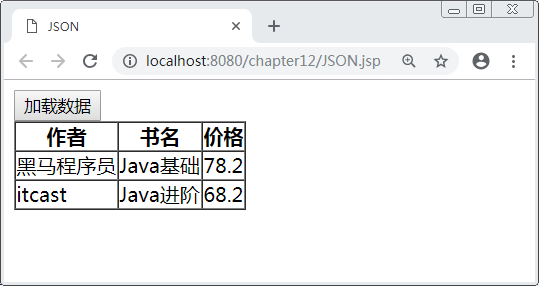 JSON
localhost:8080/chapter12/JSON.jsp
加载数据
作者 书名 价格
黑马程序员 Java基础 78.2
itcast Java进阶 68.2